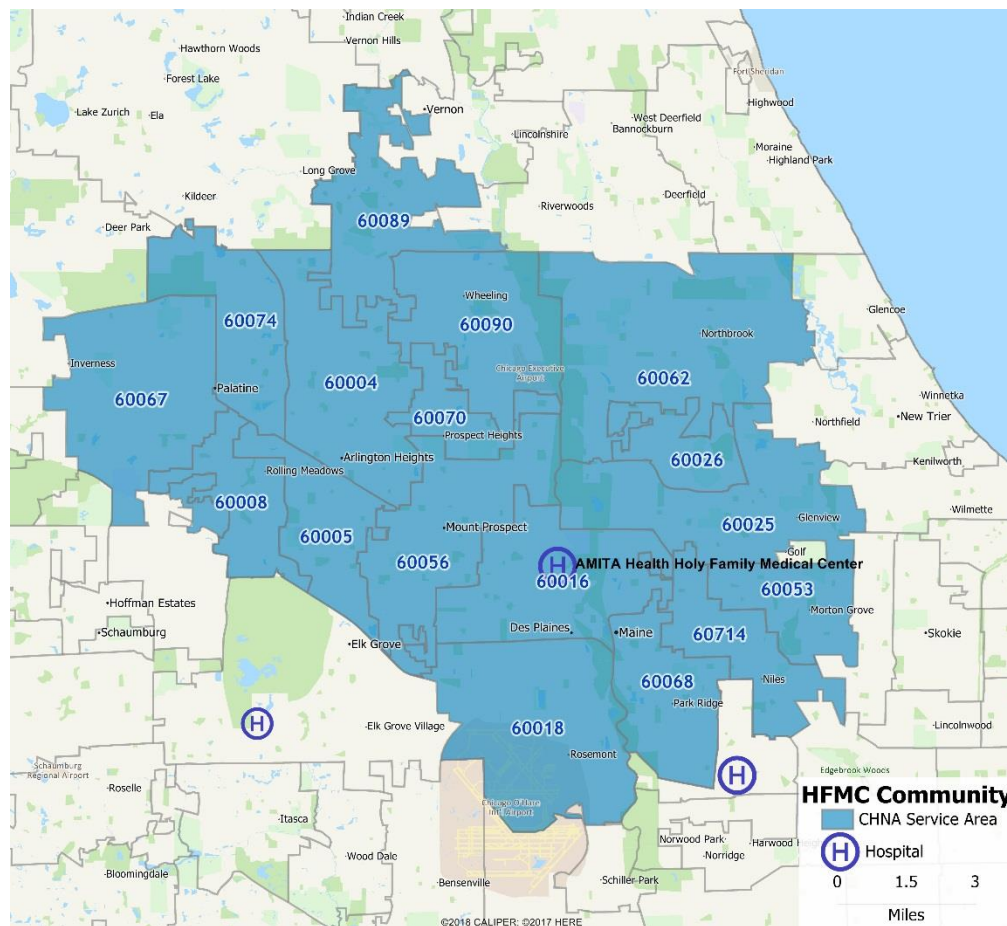 Indian Creek
Vernon Hills
Hawthorn Woods
Forest Lake
Fort Sheridan
Highwood
Lake Zurich
Ela
Vernon
West Deerfield
Bannockburn
Lincolnshire
Moraine
Highland Park
Long Grove
Kildeer
Deerfield
Riverwoods
Deer Park
60089
Wheeling
Glencoe
60074
60090
Northbrook
Inverness
60004
Chicago Executive
Airport
60062
Palatine
60067
Winnetka
60070
New Trier
Northfield
Prospect Heights
Arlington Heights
60026
Kenilworth
Rolling Meadows
60008
Wilmette
60025
Glenview
60005
Mount Prospect
Golf
60056
H
AMITA Health Holy Family Medical Center
60016
60053
Hoffman Estates
Morton Grove
Schaumburg
Des Plaines
Maine
60714
Skokie
Elk Grove
60068
Niles
Park Ridge
H
Elk Grove Village
60018
Lincolnwood
Rosemont
Schaumburg
Regional Airport
H
Edgebrook Woods
Roselle
HFMC Community
CHNA Service Area
Chicago O'Hare
Int'l Airport
Itasca
Norwood Park
Harwood He
H Hospital
Norridge
Wood Dale
0 1.5 3
Bloomingdale
Bensenville
Schiller Park
Miles
©2018 CALIPER; ©2017 HERE